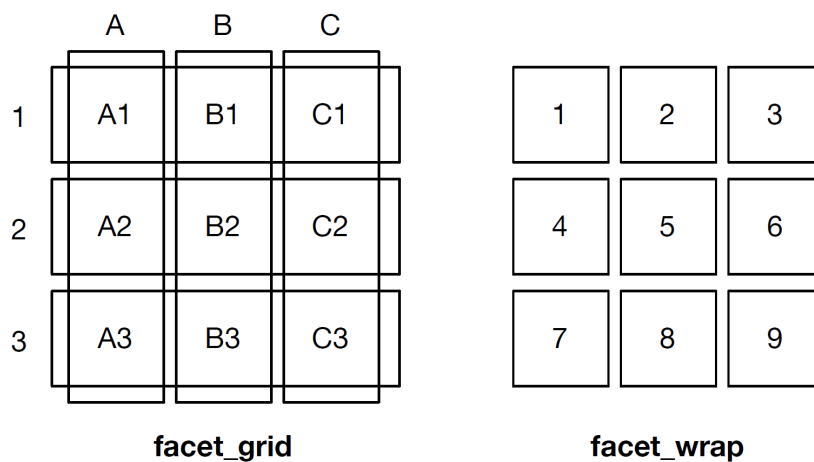 A B C
1 A1 B1 C1 1 2 3
2 A2 B2 C2 4 5 6
3 A3 B3 C3 7 8 9
facet_grid facet_wrap